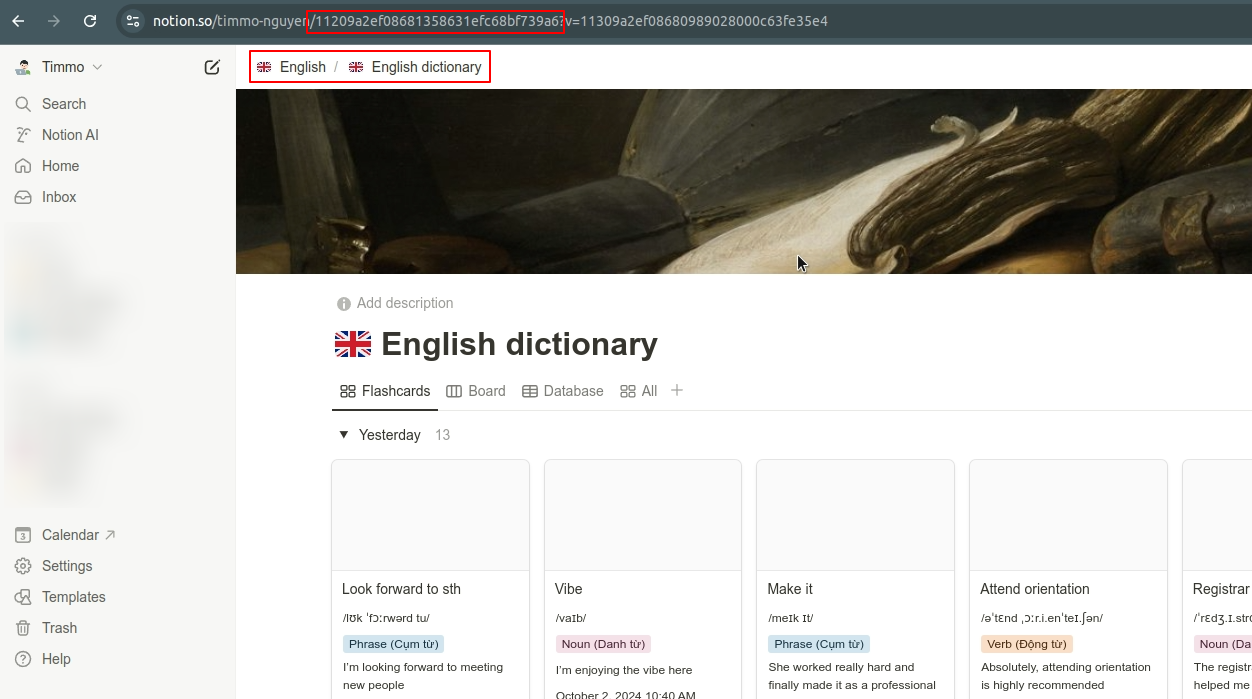 notion.so/timmo-nguyen/11209a2ef08681358631efc68bf739a6?v=11309a2ef08680989028000c63fe35e4
Timmo
English / English dictionary
Search
Notion AI
Home
Inbox
Add description
English dictionary
Flashcards Board Database All
Yesterday 13
Calendar
3
Settings
Templates
Trash
Help
Look forward to sth
/lʊk ˈfɔːrwərd tu/
Phrase (Cụm từ)
I'm looking forward to meeting
new people
Vibe
/vaɪb/
Noun (Danh từ)
I'm enjoying the vibe here
October 2, 2024 10:40 AM
Make it
/meɪk ɪt/
Phrase (Cụm từ)
She worked really hard and
finally made it as a professional
Attend orientation
/əˈtɛnd ˌɔːr.i.enˈteɪ.ʃən/
Verb (Động từ)
Absolutely, attending orientation
is highly recommended
Registrar
/ˈrɛdʒ.ɪ.str
Noun (Da
The registr
helped me